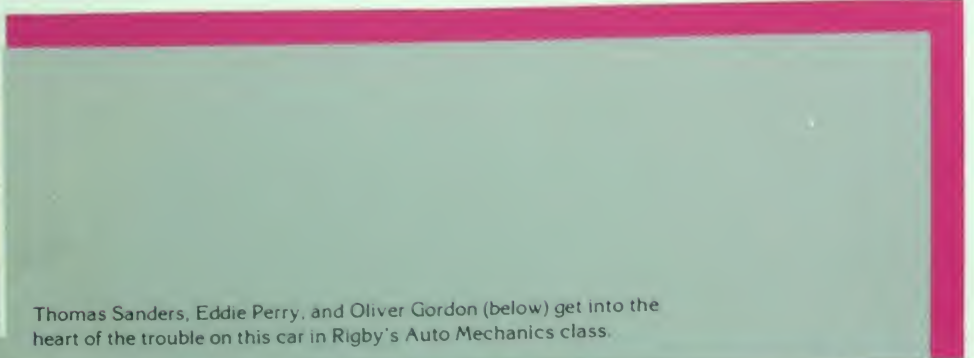 Thomas Sanders, Eddie Perry, and Oliver Gordon (below) get into the
heart of the trouble on this car in Rigby's Auto Mechanics class.